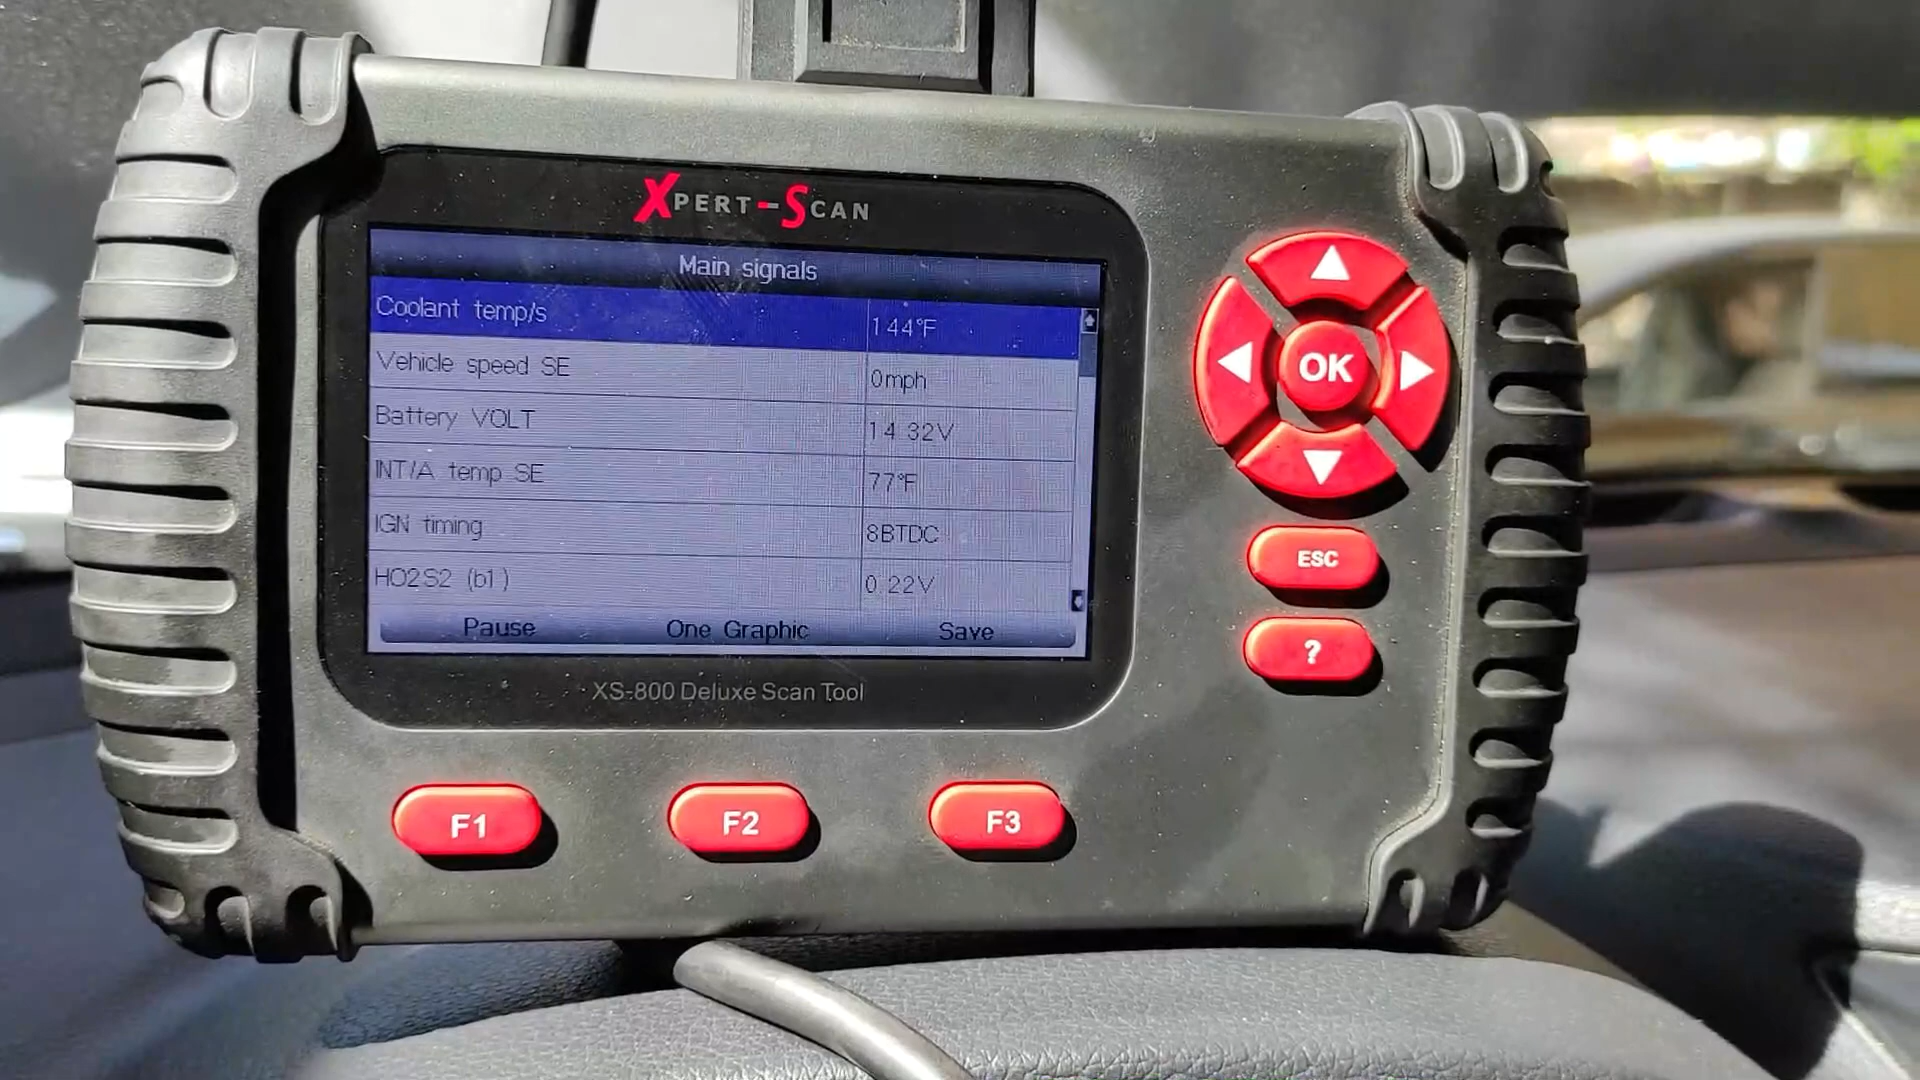 XPERT-SCAN
Main signals
Coolant temp/s 144°F
Vehicle speed SE 0mph
Battery VOLT 14.32V
INT/A temp SE 77°F
IGN timing 8BTDC
HO2S2 (b1) 0.22V
Pause One Graphic Save
XS-800 Deluxe Scan Tool
OK
ESC
?
F1 F2 F3